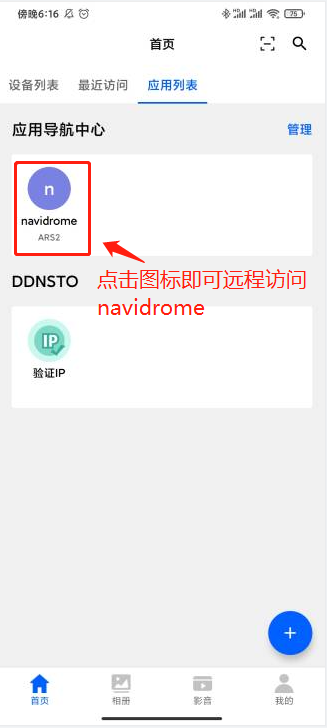 傍晚6:16
75
首页
设备列表 最近访问 应用列表
应用导航中心 管理
n
navidrome
ARS2
点击图标即可远程访问
navidrome
DDNSTO
IP
验证IP
首页 相册 影音 我的